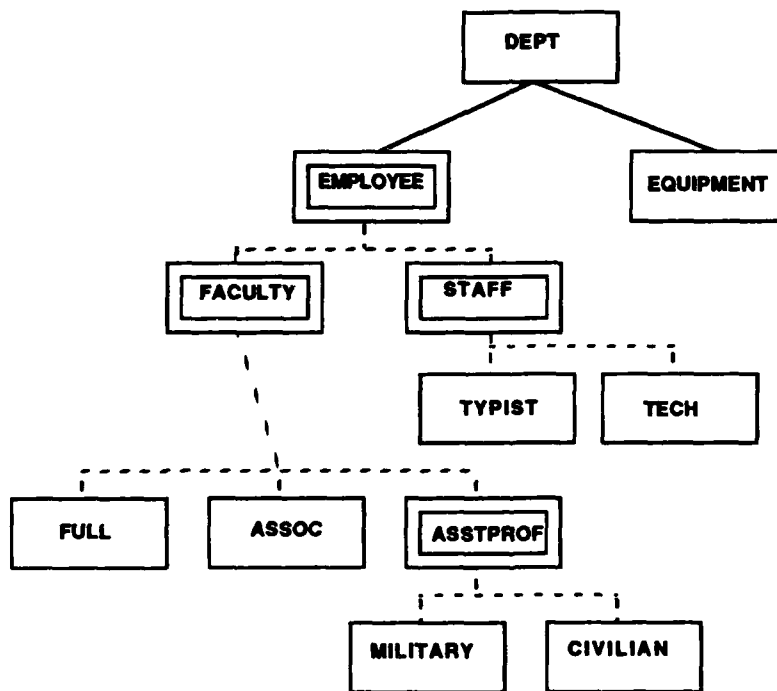 DEPT
EMPLOYEE
EQUIPMENT
FACULTY
STAFF
TYPIST
TECH
FULL
ASSOC
ASSTPROF
MILITARY
CIVILIAN